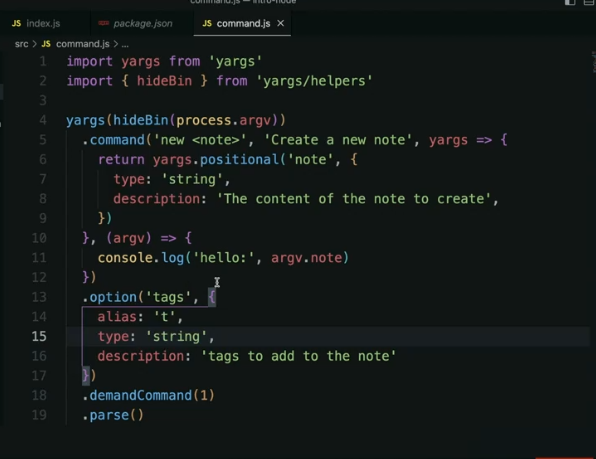 command.js — intro-node
JS index.js package.json JS command.js ×
src > JS command.js > ...
1 import yargs from 'yargs'
2 import { hideBin } from 'yargs/helpers'
3
4 yargs(hideBin(process.argv))
5 .command('new <note>', 'Create a new note', yargs => {
6 return yargs.positional('note', {
7 type: 'string',
8 description: 'The content of the note to create',
9 })
10 }, (argv) => {
11 console.log('hello:', argv.note)
12 })
13 .option('tags', {
14 alias: 't',
15 type: 'string',
16 description: 'tags to add to the note'
17 })
18 .demandCommand(1)
19 .parse()